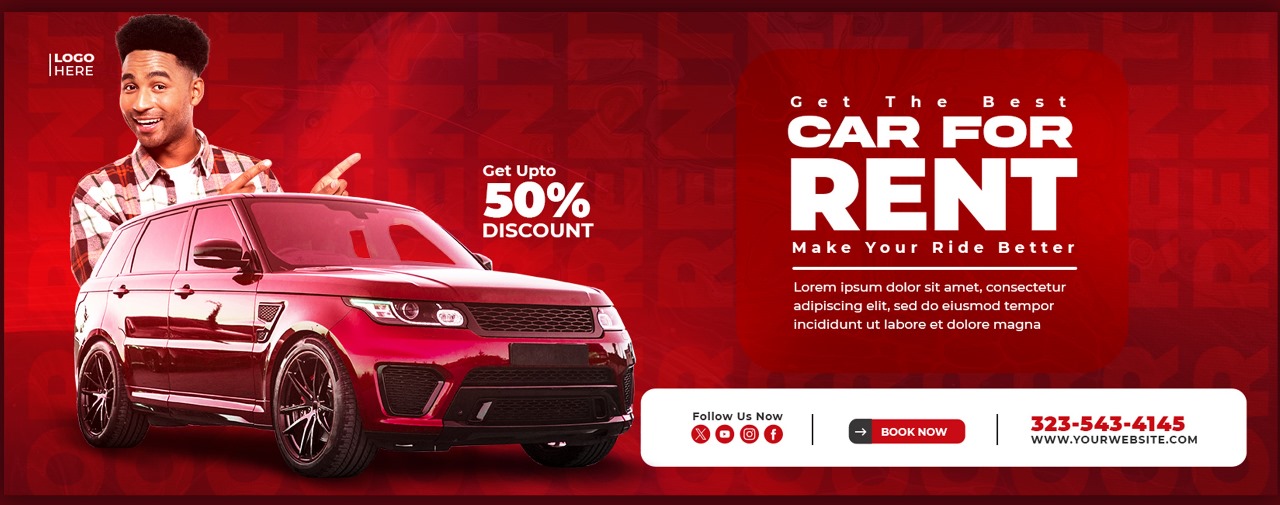 LOGO
HERE
Get Upto
50%
DISCOUNT
Get The Best
CAR FOR
RENT
Make Your Ride Better
Lorem ipsum dolor sit amet, consectetur
adipiscing elit, sed do eiusmod tempor
incididunt ut labore et dolore magna
Follow Us Now
BOOK NOW
323-543-4145
WWW.YOURWEBSITE.COM